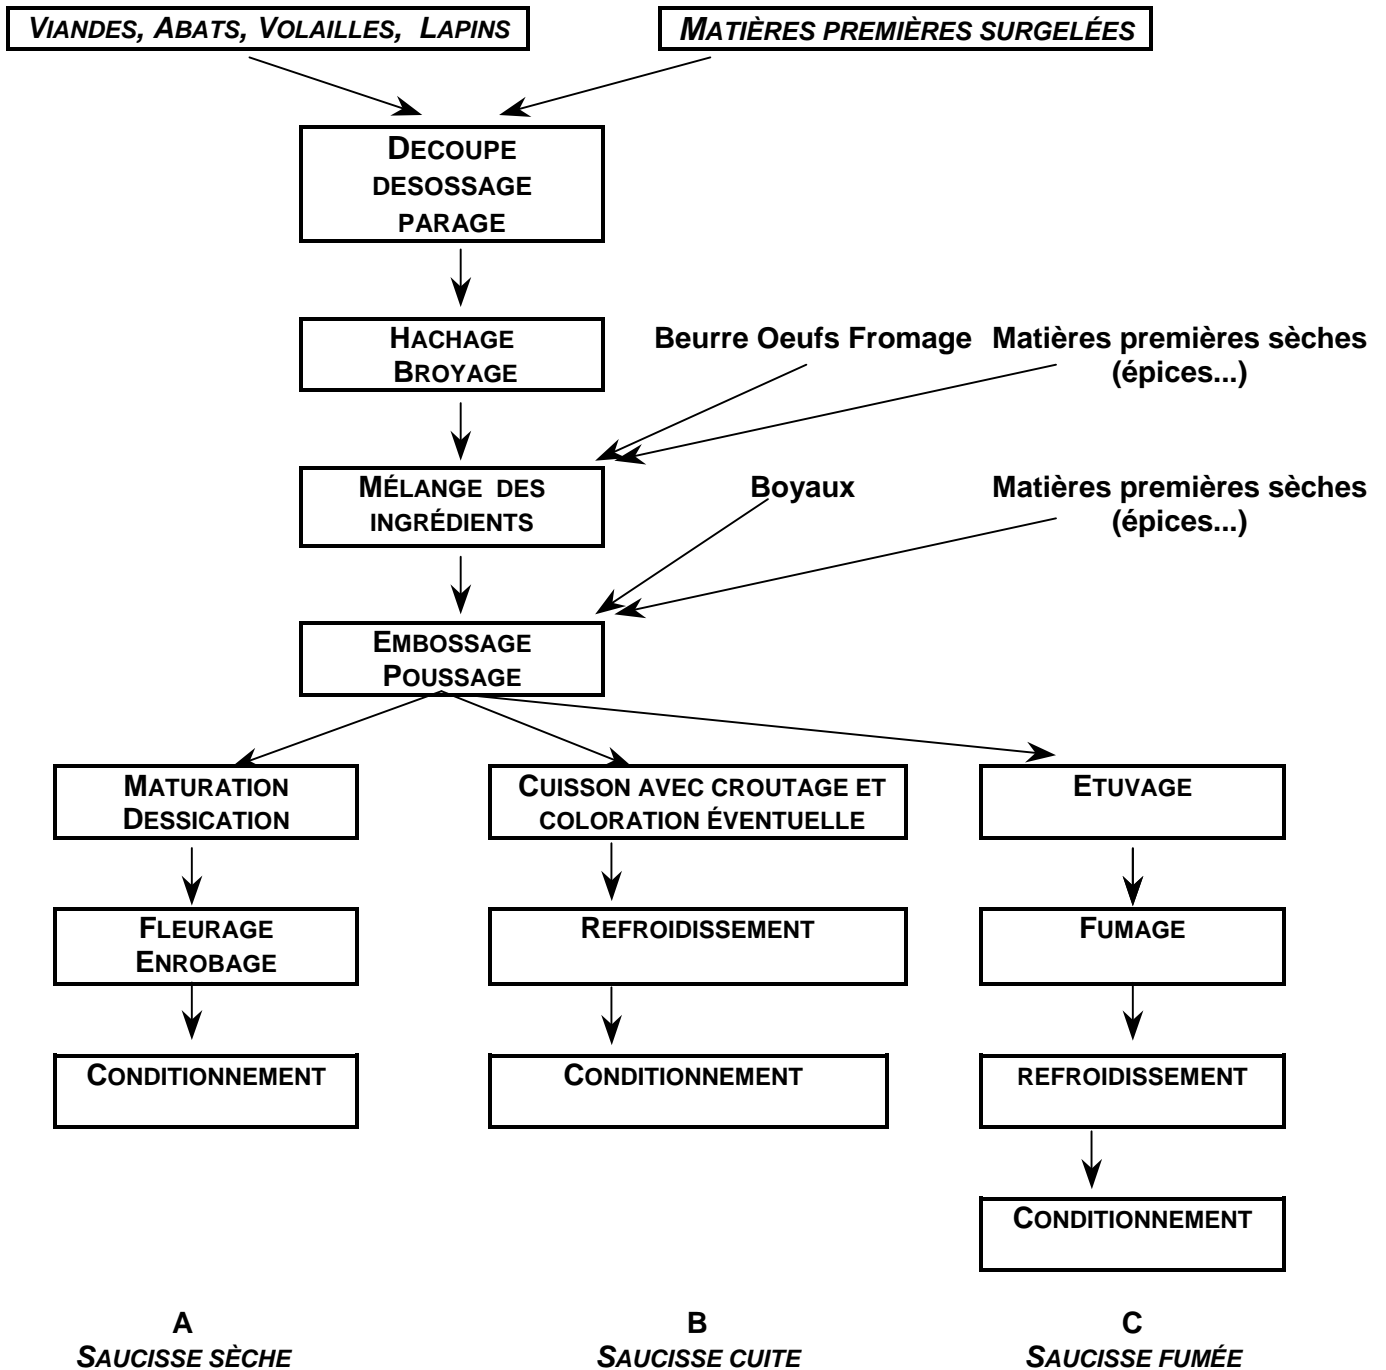 VIANDES, ABATS, VOLAILLES, LAPINS
MATIÈRES PREMIÈRES SURGELÉES
DECOUPE
DESOSSAGE
PARAGE
HACHAGE
BROYAGE
Beurre Oeufs Fromage
Matières premières sèches
(épices...)
MÉLANGE DES
INGRÉDIENTS
Boyaux
Matières premières sèches
(épices...)
EMBOSSAGE
POUSSAGE
MATURATION
DESSICATION
CUISSON AVEC CROUTAGE ET
COLORATION ÉVENTUELLE
ETUVAGE
FLEURAGE
ENROBAGE
REFROIDISSEMENT
FUMAGE
CONDITIONNEMENT
CONDITIONNEMENT
REFROIDISSEMENT
CONDITIONNEMENT
A
SAUCISSE SÈCHE
B
SAUCISSE CUITE
C
SAUCISSE FUMÉE